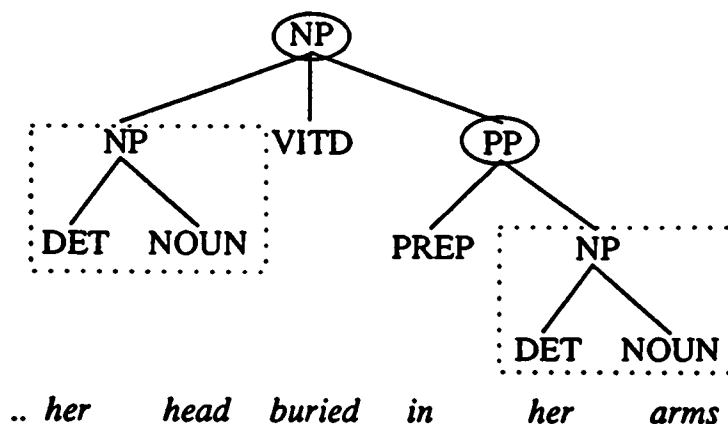 NP
NP VITD PP
DET NOUN PREP NP
DET NOUN
.. her head buried in her arms